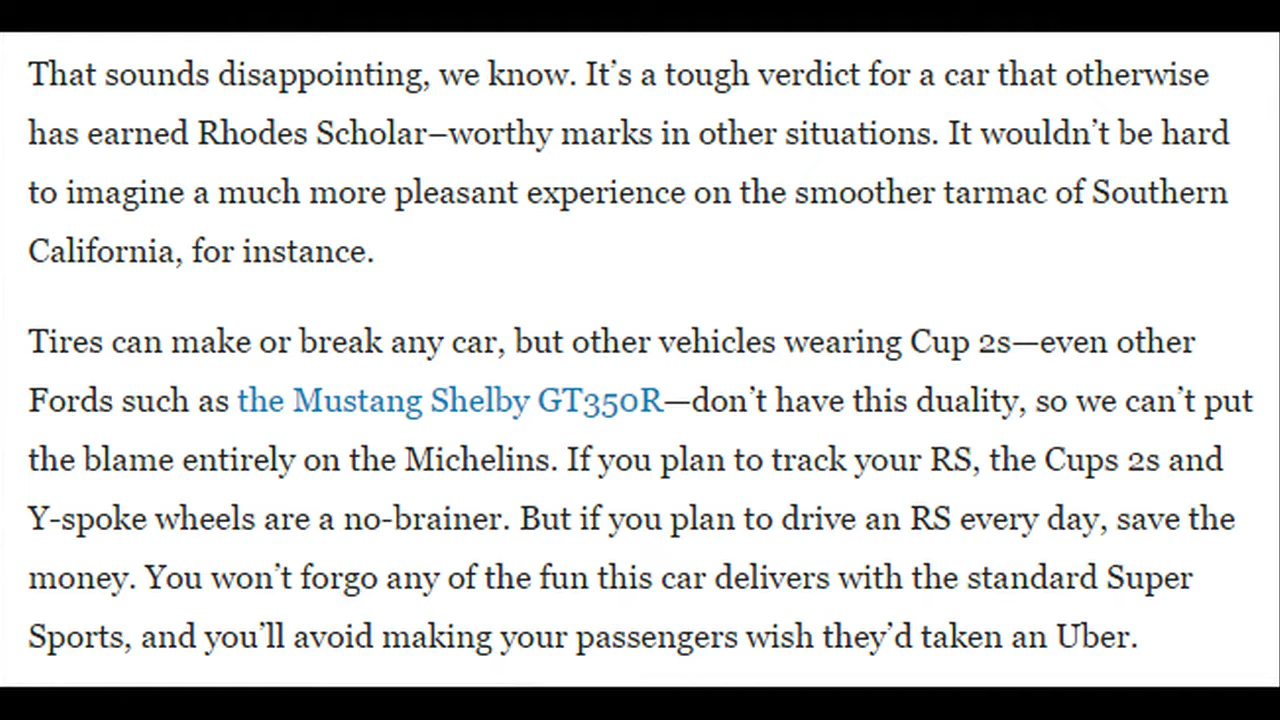 That sounds disappointing, we know. It’s a tough verdict for a car that otherwise
has earned Rhodes Scholar–worthy marks in other situations. It wouldn’t be hard
to imagine a much more pleasant experience on the smoother tarmac of Southern
California, for instance.
Tires can make or break any car, but other vehicles wearing Cup 2s—even other
Fords such as the Mustang Shelby GT350R—don’t have this duality, so we can’t put
the blame entirely on the Michelins. If you plan to track your RS, the Cups 2s and
Y-spoke wheels are a no-brainer. But if you plan to drive an RS every day, save the
money. You won’t forgo any of the fun this car delivers with the standard Super
Sports, and you’ll avoid making your passengers wish they’d taken an Uber.